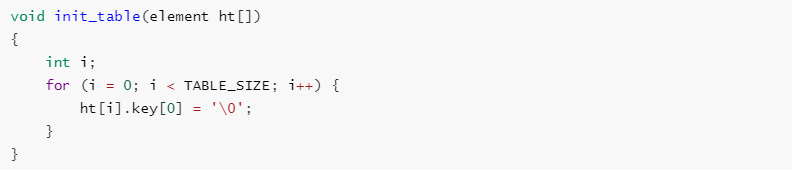 void init_table(element ht[])
{
    int i;
    for (i = 0; i < TABLE_SIZE; i++) {
        ht[i].key[0] = '\0';
    }
}